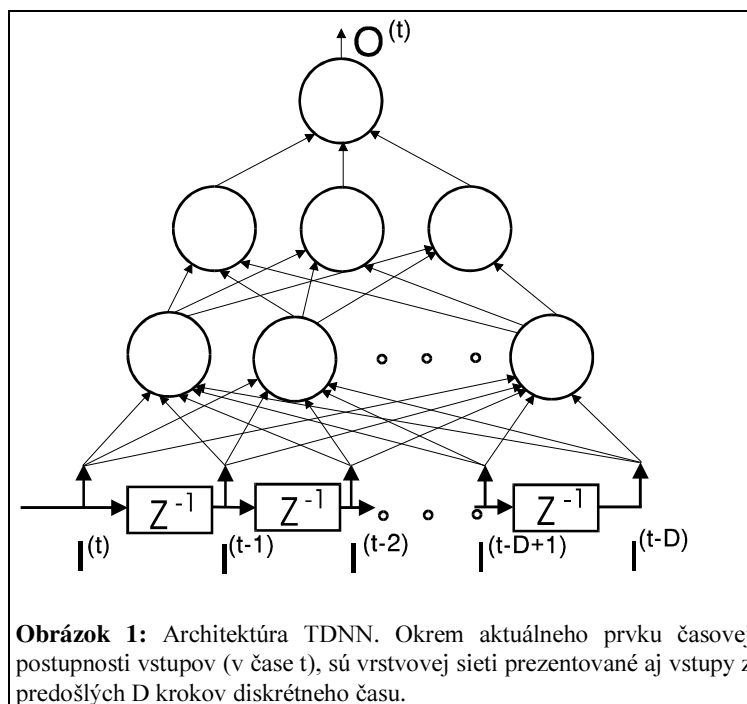 O(t)
Z-1 Z-1 Z-1
I(t) I(t-1) I(t-2) I(t-D+1) I(t-D)
Obrázok 1: Architektúra TDNN. Okrem aktuálneho prvku časovej
postupnosti vstupov (v čase t), sú vrstvovej sieti prezentované aj vstupy z
predošlých D krokov diskrétneho času.